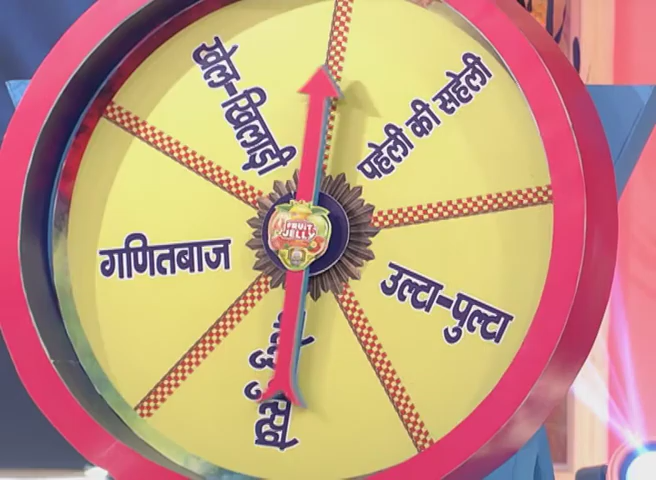 खेल-खिलाड़ी
पहेली की सहेली
गणितबाज
उल्टा-पुल्टा
FRUIT
JELLY